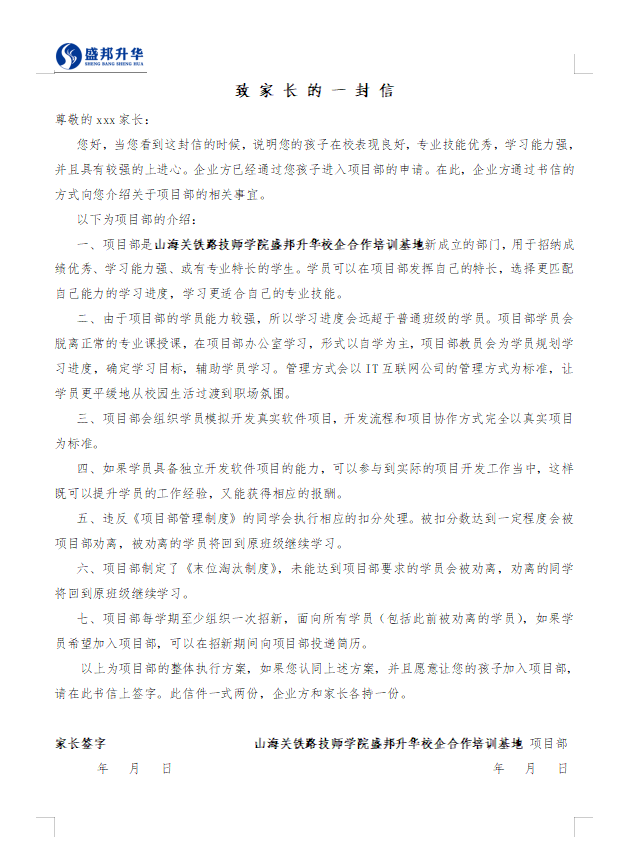 盛邦升华
SHENG BANG SHENG HUA
致家长的一封信
尊敬的 xxx 家长：
您好，当您看到这封信的时候，说明您的孩子在校表现良好，专业技能优秀，学习能力强，
并且具有较强的上进心。企业方已经通过您孩子进入项目部的申请。在此，企业方通过书信的
方式向您介绍关于项目部的相关事宜。
以下为项目部的介绍：
一、项目部是山海关铁路技师学院盛邦升华校企合作培训基地新成立的部门，用于招纳成
绩优秀、学习能力强、或有专业特长的学生。学员可以在项目部发挥自己的特长，选择更匹配
自己能力的学习进度，学习更适合自己的专业技能。
二、由于项目部的学员能力较强，所以学习进度会远超于普通班级的学员。项目部学员会
脱离正常的专业课授课，在项目部办公室学习，形式以自学为主，项目部教员会为学员规划学
习进度，确定学习目标，辅助学员学习。管理方式会以 IT 互联网公司的管理方式为标准，让
学员更平缓地从校园生活过渡到职场氛围。
三、项目部会组织学员模拟开发真实软件项目，开发流程和项目协作方式完全以真实项目
为标准。
四、如果学员具备独立开发软件项目的能力，可以参与到实际的项目开发工作当中，这样
既可以提升学员的工作经验，又能获得相应的报酬。
五、违反《项目部管理制度》的同学会执行相应的扣分处理。被扣分数达到一定程度会被
项目部劝离，被劝离的学员将回到原班级继续学习。
六、项目部制定了《末位淘汰制度》，未能达到项目部要求的学员会被劝离，劝离的同学
将回到原班级继续学习。
七、项目部每学期至少组织一次招新，面向所有学员（包括此前被劝离的学员），如果学
员希望加入项目部，可以在招新期间向项目部投递简历。
以上为项目部的整体执行方案，如果您认同上述方案，并且愿意让您的孩子加入项目部，
请在此书信上签字。此信件一式两份，企业方和家长各持一份。
家长签字 山海关铁路技师学院盛邦升华校企合作培训基地 项目部
年 月 日 年 月 日